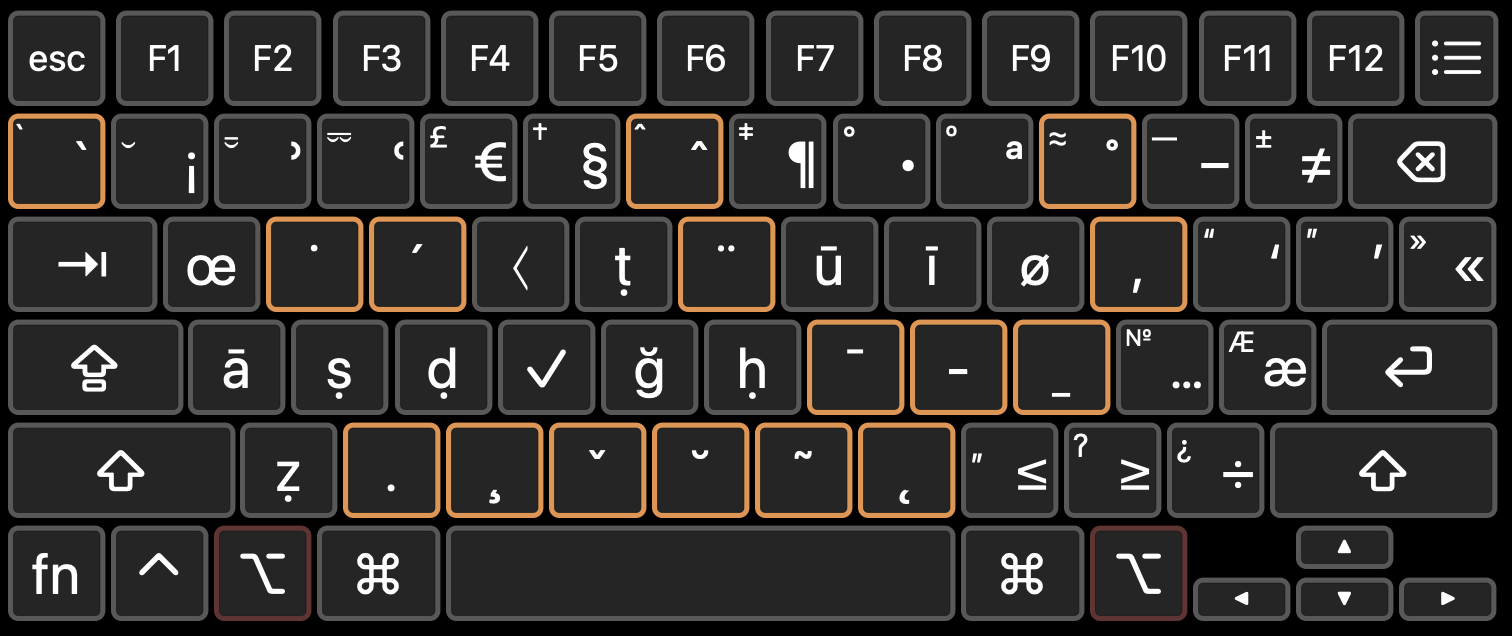 esc F1 F2 F3 F4 F5 F6 F7 F8 F9 F10 F11 F12
` ` ˘ ¡ € £ † § ˆ ˆ ‡ ¶ ° • º ª ≈ ° — – ± ≠
œ ˙ ´ 〈 ṭ ¨ ū ī ø , “ ‘ ” ’ » «
ā ṣ ḍ ✓ ğ ḥ ¯ - _ № … Æ æ
ẓ . ¸ ˇ ˘ ˜ ˛ ″ ≤ ʔ ≥ ¿ ÷
fn ⌃ ⌥ ⌘ ⌘ ⌥